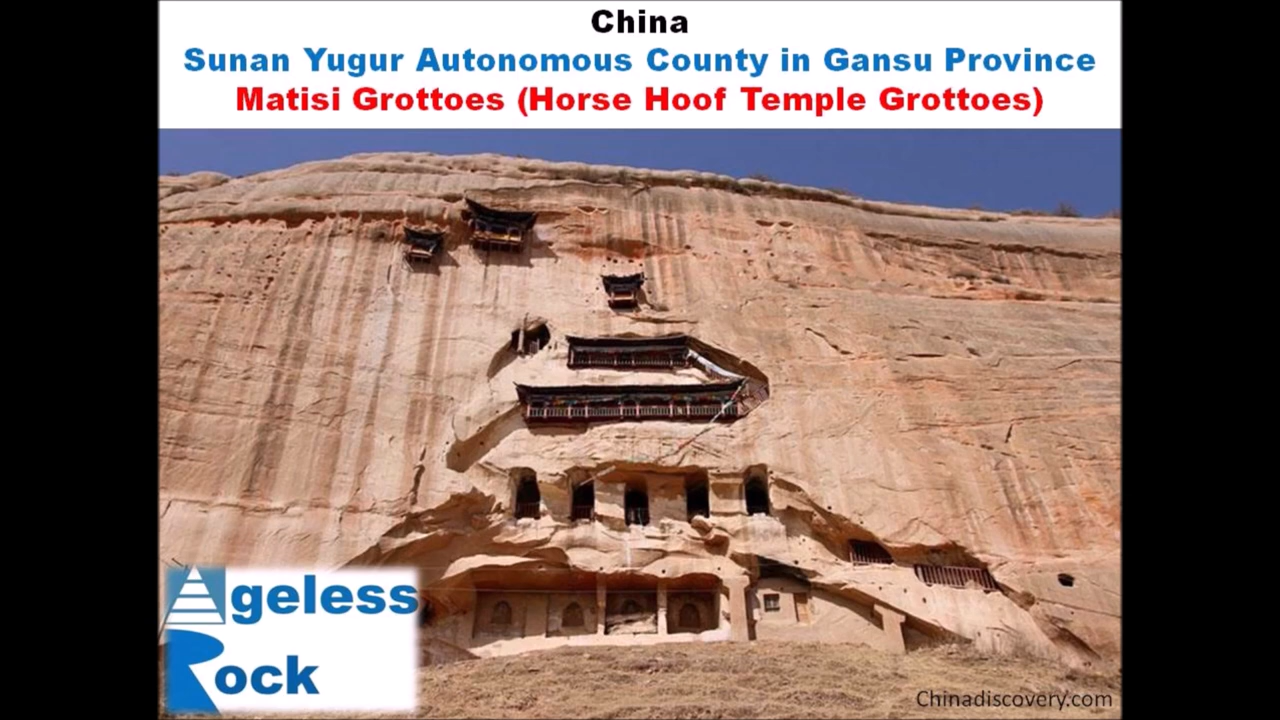 China
Sunan Yugur Autonomous County in Gansu Province
Matisi Grottoes (Horse Hoof Temple Grottoes)
Ageless
Rock
Chinadiscovery.com